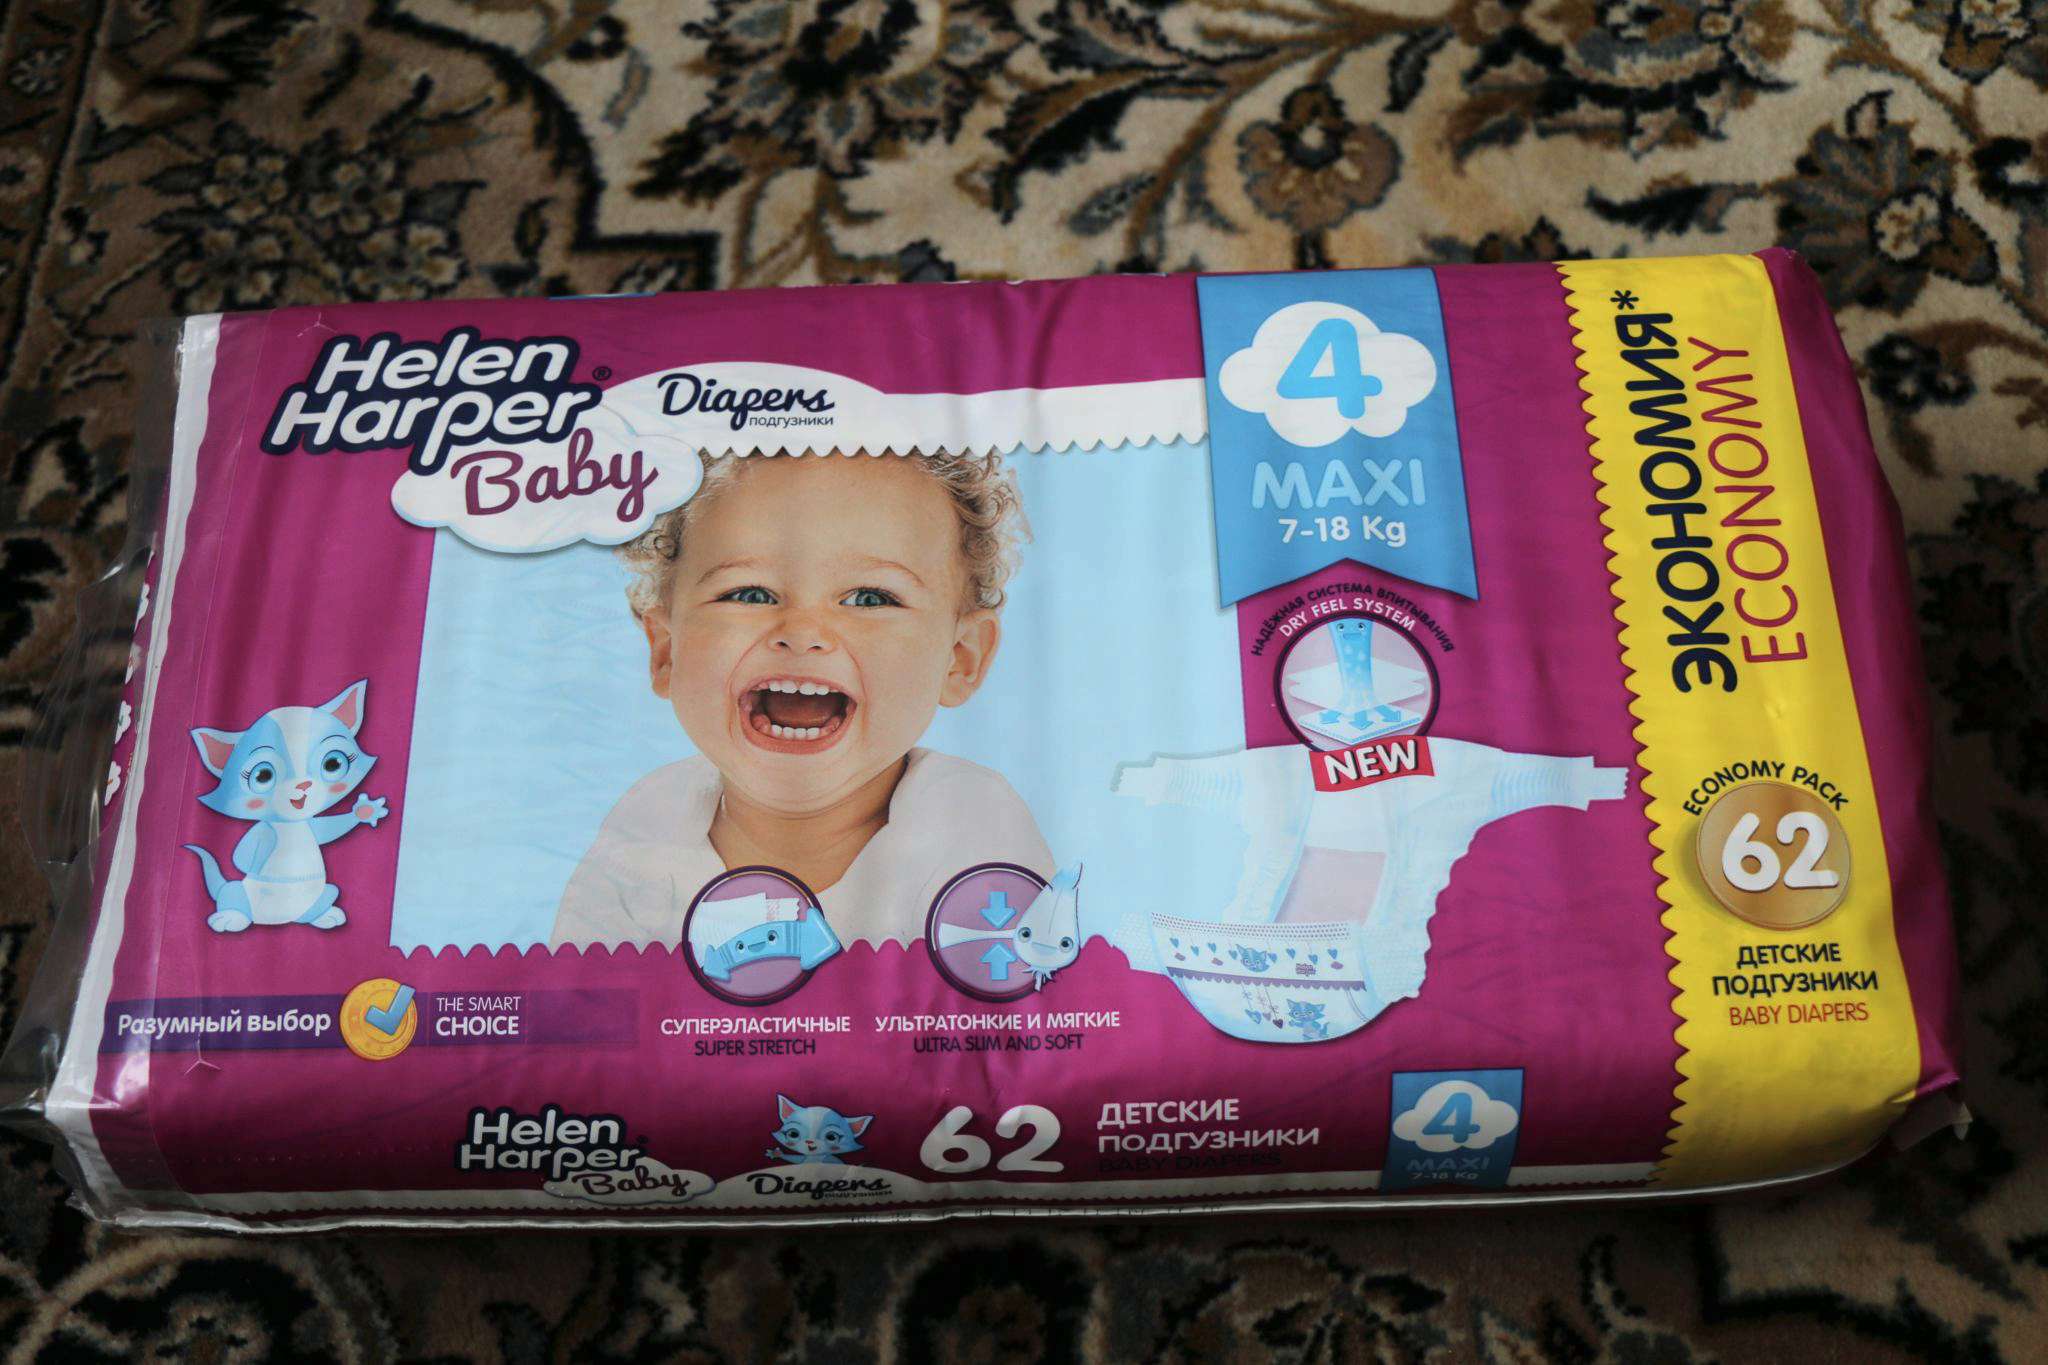 Helen
Harper®
Baby
Diapers
подгузники
4
MAXI
7-18 Kg
НАДЁЖНАЯ СИСТЕМА ВПИТЫВАНИЯ
DRY FEEL SYSTEM
NEW
ЭКОНОМИЯ*
ECONOMY
ECONOMY PACK
62
ДЕТСКИЕ
ПОДГУЗНИКИ
BABY DIAPERS
Разумный выбор
THE SMART
CHOICE
СУПЕРЭЛАСТИЧНЫЕ
SUPER STRETCH
УЛЬТРАТОНКИЕ И МЯГКИЕ
ULTRA SLIM AND SOFT
Helen
Harper®
Baby
Diapers
подгузники
62
ДЕТСКИЕ
ПОДГУЗНИКИ
BABY DIAPERS
4
MAXI
7-18 Kg